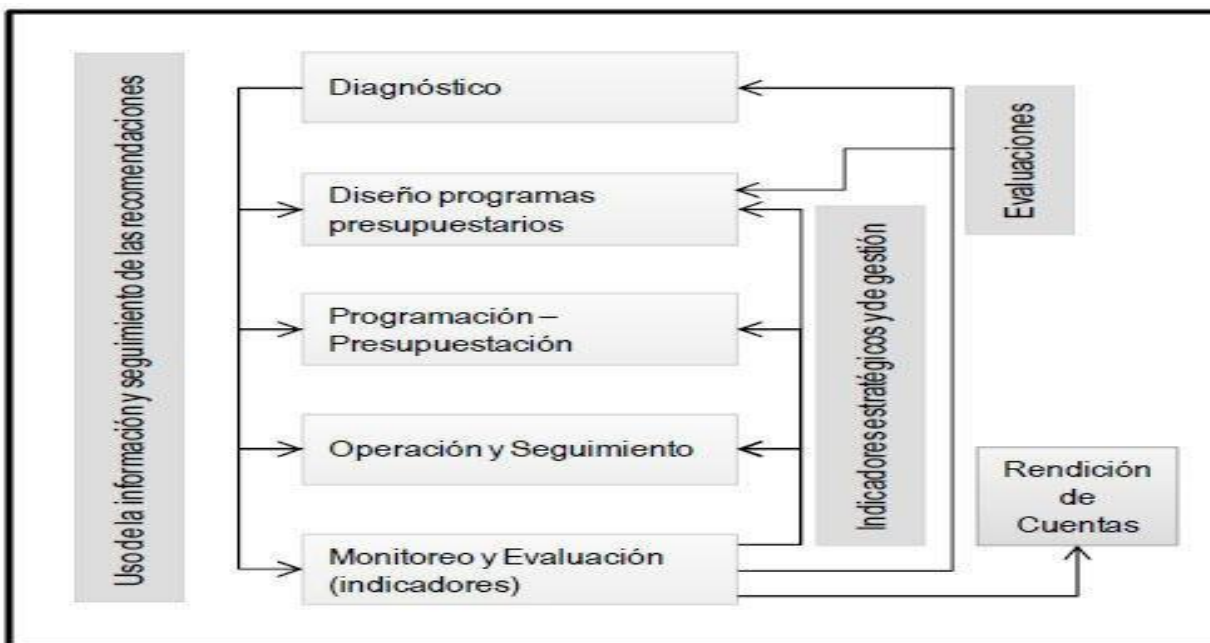 Uso de la información y seguimiento de las recomendaciones
Diagnóstico
Diseño programas
presupuestarios
Programación –
Presupuestación
Operación y Seguimiento
Monitoreo y Evaluación
(indicadores)
Indicadores estratégicos y de gestión
Evaluaciones
Rendición
de
Cuentas